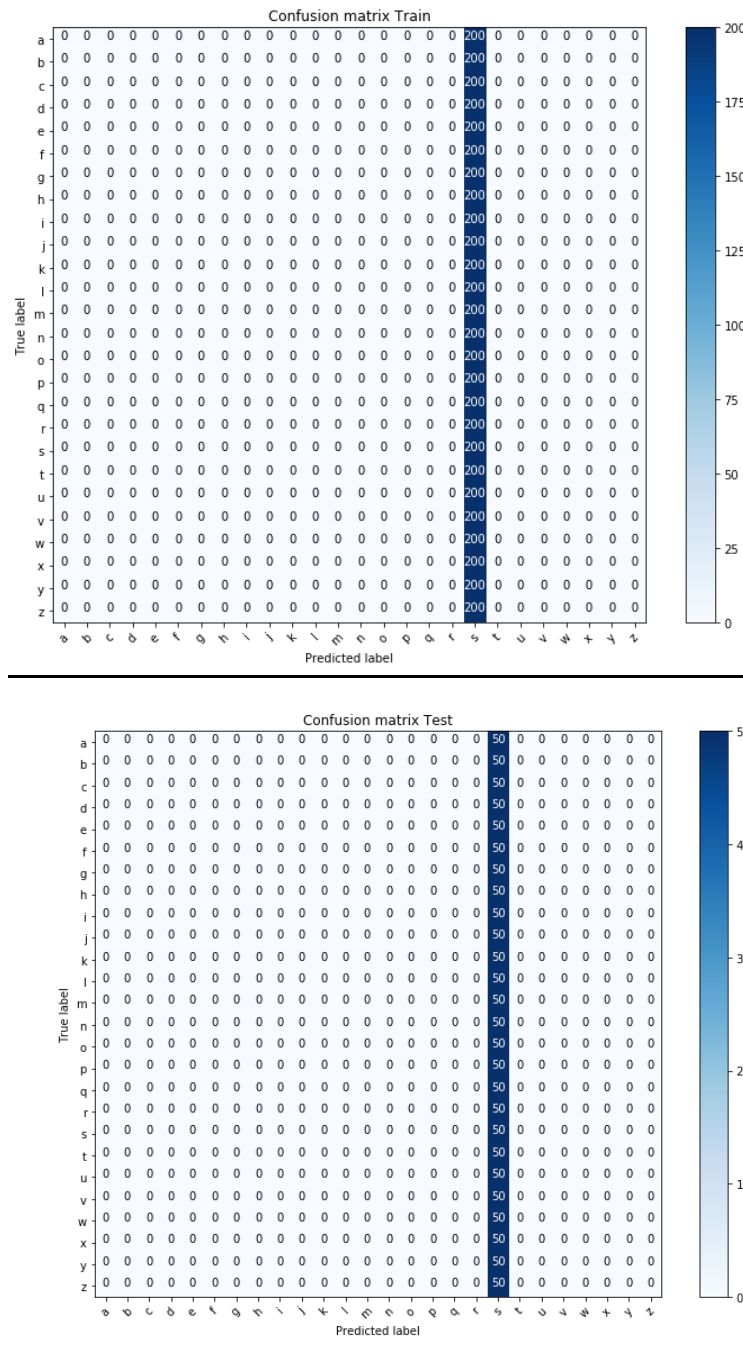 Confusion matrix Train
a 0 0 0 0 0 0 0 0 0 0 0 0 0 0 0 0 0 0 200 0 0 0 0 0 0 0 200
b 0 0 0 0 0 0 0 0 0 0 0 0 0 0 0 0 0 0 200 0 0 0 0 0 0 0
c 0 0 0 0 0 0 0 0 0 0 0 0 0 0 0 0 0 0 200 0 0 0 0 0 0 0
d 0 0 0 0 0 0 0 0 0 0 0 0 0 0 0 0 0 0 200 0 0 0 0 0 0 0 175
e 0 0 0 0 0 0 0 0 0 0 0 0 0 0 0 0 0 0 200 0 0 0 0 0 0 0
f 0 0 0 0 0 0 0 0 0 0 0 0 0 0 0 0 0 0 200 0 0 0 0 0 0 0
g 0 0 0 0 0 0 0 0 0 0 0 0 0 0 0 0 0 0 200 0 0 0 0 0 0 0 150
h 0 0 0 0 0 0 0 0 0 0 0 0 0 0 0 0 0 0 200 0 0 0 0 0 0 0
i 0 0 0 0 0 0 0 0 0 0 0 0 0 0 0 0 0 0 200 0 0 0 0 0 0 0
j 0 0 0 0 0 0 0 0 0 0 0 0 0 0 0 0 0 0 200 0 0 0 0 0 0 0 125
k 0 0 0 0 0 0 0 0 0 0 0 0 0 0 0 0 0 0 200 0 0 0 0 0 0 0
l 0 0 0 0 0 0 0 0 0 0 0 0 0 0 0 0 0 0 200 0 0 0 0 0 0 0
m 0 0 0 0 0 0 0 0 0 0 0 0 0 0 0 0 0 0 200 0 0 0 0 0 0 0 100
True label
n 0 0 0 0 0 0 0 0 0 0 0 0 0 0 0 0 0 0 200 0 0 0 0 0 0 0
o 0 0 0 0 0 0 0 0 0 0 0 0 0 0 0 0 0 0 200 0 0 0 0 0 0 0
p 0 0 0 0 0 0 0 0 0 0 0 0 0 0 0 0 0 0 200 0 0 0 0 0 0 0
q 0 0 0 0 0 0 0 0 0 0 0 0 0 0 0 0 0 0 200 0 0 0 0 0 0 0 75
r 0 0 0 0 0 0 0 0 0 0 0 0 0 0 0 0 0 0 200 0 0 0 0 0 0 0
s 0 0 0 0 0 0 0 0 0 0 0 0 0 0 0 0 0 0 200 0 0 0 0 0 0 0
t 0 0 0 0 0 0 0 0 0 0 0 0 0 0 0 0 0 0 200 0 0 0 0 0 0 0 50
u 0 0 0 0 0 0 0 0 0 0 0 0 0 0 0 0 0 0 200 0 0 0 0 0 0 0
v 0 0 0 0 0 0 0 0 0 0 0 0 0 0 0 0 0 0 200 0 0 0 0 0 0 0
w 0 0 0 0 0 0 0 0 0 0 0 0 0 0 0 0 0 0 200 0 0 0 0 0 0 0 25
x 0 0 0 0 0 0 0 0 0 0 0 0 0 0 0 0 0 0 200 0 0 0 0 0 0 0
y 0 0 0 0 0 0 0 0 0 0 0 0 0 0 0 0 0 0 200 0 0 0 0 0 0 0
z 0 0 0 0 0 0 0 0 0 0 0 0 0 0 0 0 0 0 200 0 0 0 0 0 0 0 0
a b c d e f g h i j k l m n o p q r s t u v w x y z
Predicted label
Confusion matrix Test
a 0 0 0 0 0 0 0 0 0 0 0 0 0 0 0 0 0 0 50 0 0 0 0 0 0 0 5
b 0 0 0 0 0 0 0 0 0 0 0 0 0 0 0 0 0 0 50 0 0 0 0 0 0 0
c 0 0 0 0 0 0 0 0 0 0 0 0 0 0 0 0 0 0 50 0 0 0 0 0 0 0
d 0 0 0 0 0 0 0 0 0 0 0 0 0 0 0 0 0 0 50 0 0 0 0 0 0 0
e 0 0 0 0 0 0 0 0 0 0 0 0 0 0 0 0 0 0 50 0 0 0 0 0 0 0
f 0 0 0 0 0 0 0 0 0 0 0 0 0 0 0 0 0 0 50 0 0 0 0 0 0 0 4
g 0 0 0 0 0 0 0 0 0 0 0 0 0 0 0 0 0 0 50 0 0 0 0 0 0 0
h 0 0 0 0 0 0 0 0 0 0 0 0 0 0 0 0 0 0 50 0 0 0 0 0 0 0
i 0 0 0 0 0 0 0 0 0 0 0 0 0 0 0 0 0 0 50 0 0 0 0 0 0 0
j 0 0 0 0 0 0 0 0 0 0 0 0 0 0 0 0 0 0 50 0 0 0 0 0 0 0
k 0 0 0 0 0 0 0 0 0 0 0 0 0 0 0 0 0 0 50 0 0 0 0 0 0 0 3
l 0 0 0 0 0 0 0 0 0 0 0 0 0 0 0 0 0 0 50 0 0 0 0 0 0 0
m 0 0 0 0 0 0 0 0 0 0 0 0 0 0 0 0 0 0 50 0 0 0 0 0 0 0
True label
n 0 0 0 0 0 0 0 0 0 0 0 0 0 0 0 0 0 0 50 0 0 0 0 0 0 0
o 0 0 0 0 0 0 0 0 0 0 0 0 0 0 0 0 0 0 50 0 0 0 0 0 0 0
p 0 0 0 0 0 0 0 0 0 0 0 0 0 0 0 0 0 0 50 0 0 0 0 0 0 0 2
q 0 0 0 0 0 0 0 0 0 0 0 0 0 0 0 0 0 0 50 0 0 0 0 0 0 0
r 0 0 0 0 0 0 0 0 0 0 0 0 0 0 0 0 0 0 50 0 0 0 0 0 0 0
s 0 0 0 0 0 0 0 0 0 0 0 0 0 0 0 0 0 0 50 0 0 0 0 0 0 0
t 0 0 0 0 0 0 0 0 0 0 0 0 0 0 0 0 0 0 50 0 0 0 0 0 0 0
u 0 0 0 0 0 0 0 0 0 0 0 0 0 0 0 0 0 0 50 0 0 0 0 0 0 0 1
v 0 0 0 0 0 0 0 0 0 0 0 0 0 0 0 0 0 0 50 0 0 0 0 0 0 0
w 0 0 0 0 0 0 0 0 0 0 0 0 0 0 0 0 0 0 50 0 0 0 0 0 0 0
x 0 0 0 0 0 0 0 0 0 0 0 0 0 0 0 0 0 0 50 0 0 0 0 0 0 0
y 0 0 0 0 0 0 0 0 0 0 0 0 0 0 0 0 0 0 50 0 0 0 0 0 0 0
z 0 0 0 0 0 0 0 0 0 0 0 0 0 0 0 0 0 0 50 0 0 0 0 0 0 0 0
a b c d e f g h i j k l m n o p q r s t u v w x y z
Predicted label